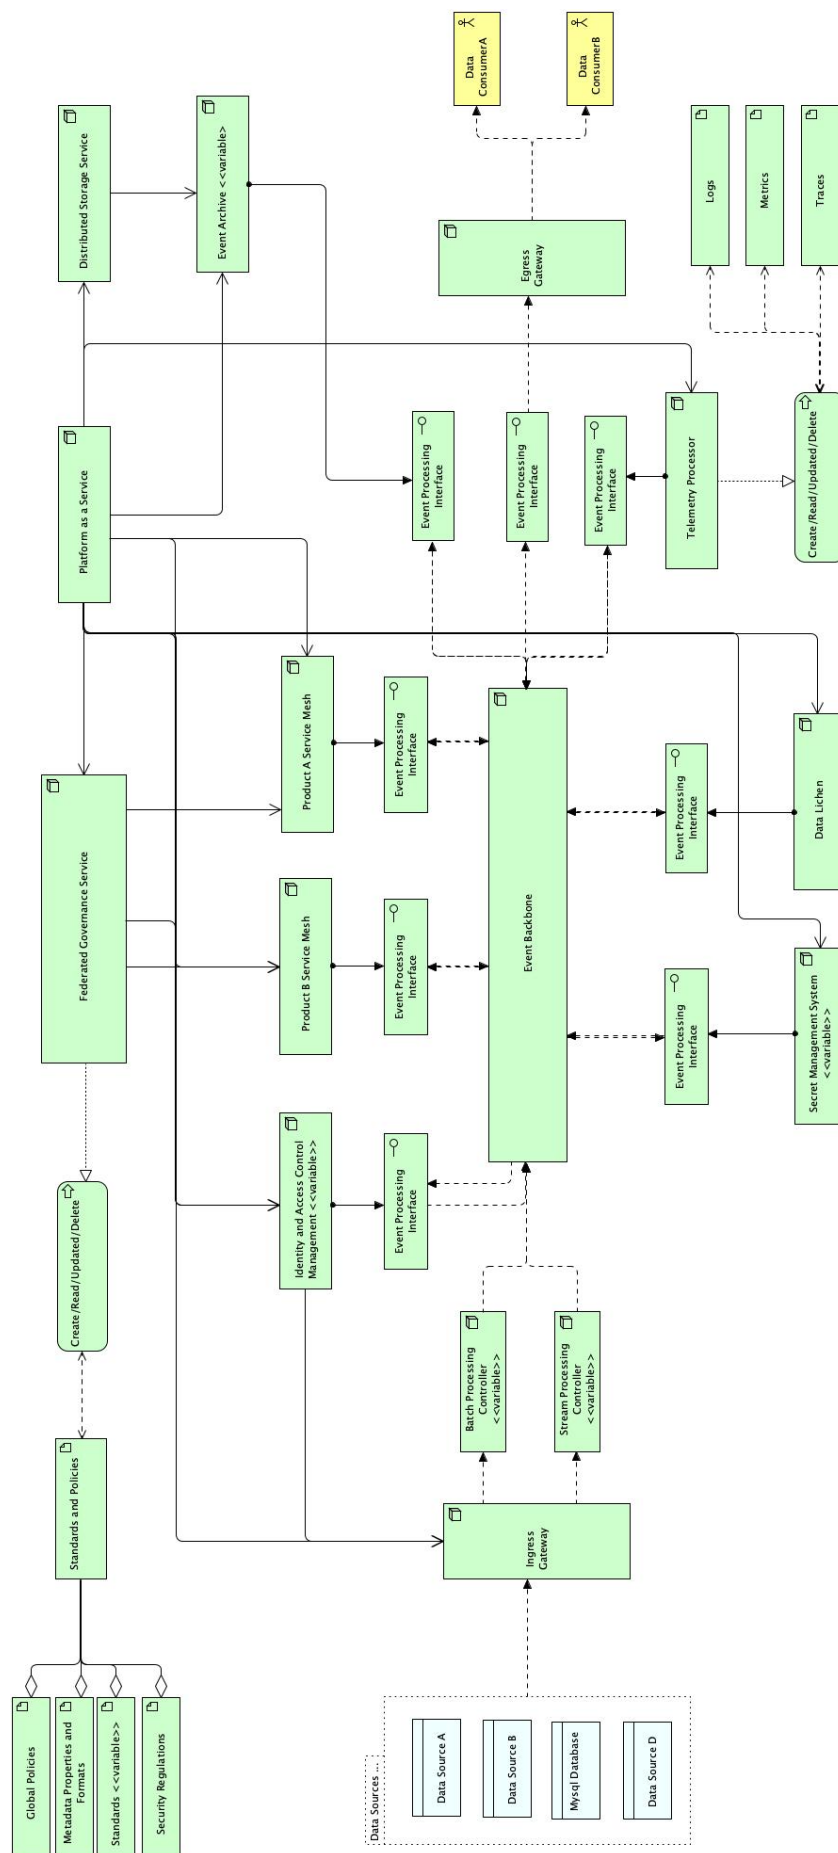 Global Policies
Metadata Properties and
Formats
Standards <<variable>>
Security Regulations
Standards and Policies
Create/Read/Updated/Delete
Federated Governance Service
Platform as a Service
Distributed Storage Service
Event Archive <<variable>
Identity and Access Control
Management <<variable>>
Product B Service Mesh
Product A Service Mesh
Event Processing
Interface
Event Processing
Interface
Event Processing
Interface
Event Processing
Interface
Data Sources ...
Data Source A
Data Source B
Mysql Database
Data Source D
Ingress
Gateway
Batch Processing
Controller
<<variable>>
Stream Processing
Controller
<<variable>>
Event Backbone
Event Processing
Interface
Event Processing
Interface
Egress
Gateway
Data
ConsumerA
Data
ConsumerB
Event Processing
Interface
Event Processing
Interface
Telemetry Processor
Logs
Metrics
Traces
Secret Management System
<<variable>>
Data Lichen
Create/Read/Updated/Delete